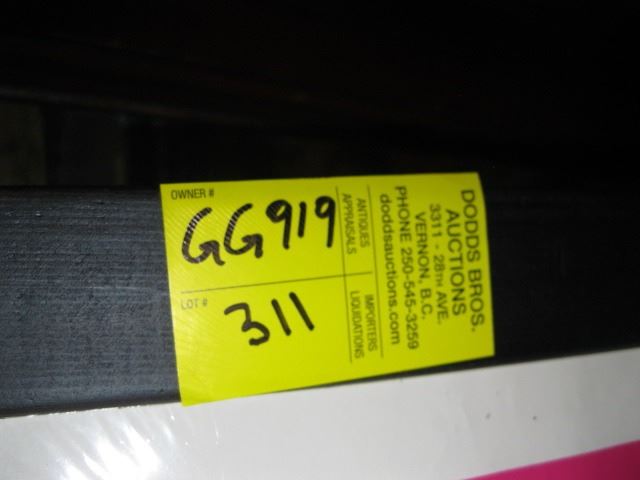 OWNER #
GG919
LOT #
311
ANTIQUES
APPRAISALS
IMPORTERS
LIQUIDATIONS
DODDS BROS.
AUCTIONS
3311 - 28TH AVE.
VERNON, B.C.
PHONE 250-545-3259
doddsauctions.com